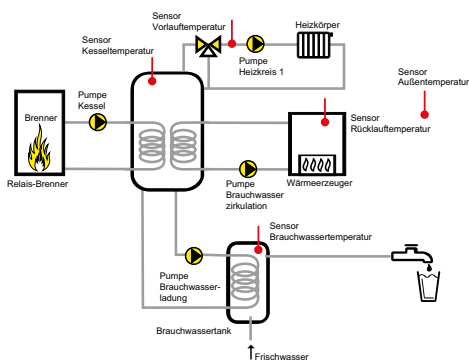 Sensor
Vorlauftemperatur
Heizkörper
Sensor
Kesseltemperatur
Pumpe
Heizkreis 1
Sensor
Außentemperatur
Pumpe
Kessel
Brenner
Sensor
Rücklauftemperatur
Relais-Brenner
Pumpe
Brauchwasser
zirkulation
Wärmeerzeuger
Sensor
Brauchwassertemperatur
Pumpe
Brauchwasser-
ladung
Brauchwassertank
Frischwasser